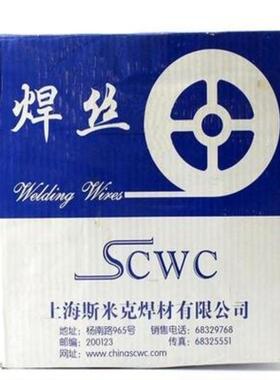 焊丝
Welding Wires
SCWC
上海斯米克焊材有限公司
地址: 杨南路965号 销售电话: 68329768
邮编: 200123 传真: 68325551
网址: www.chinascwc.com